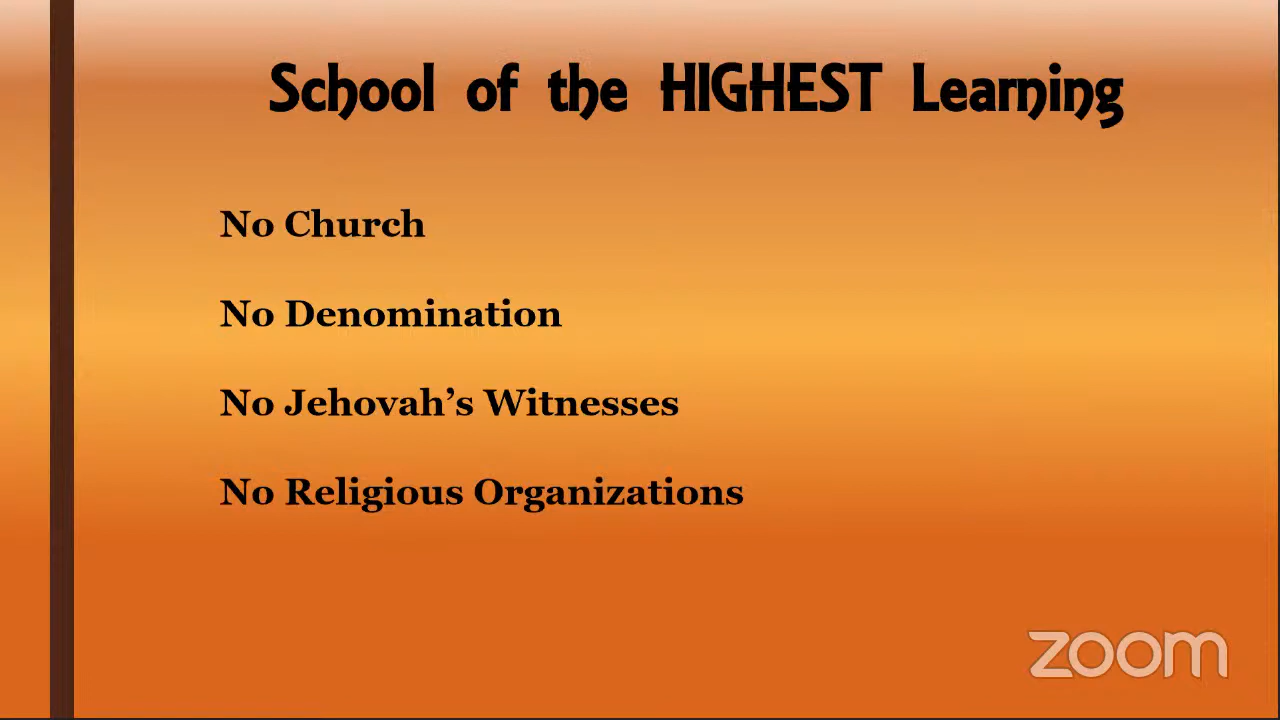 School of the HIGHEST Learning
No Church
No Denomination
No Jehovah’s Witnesses
No Religious Organizations
zoom